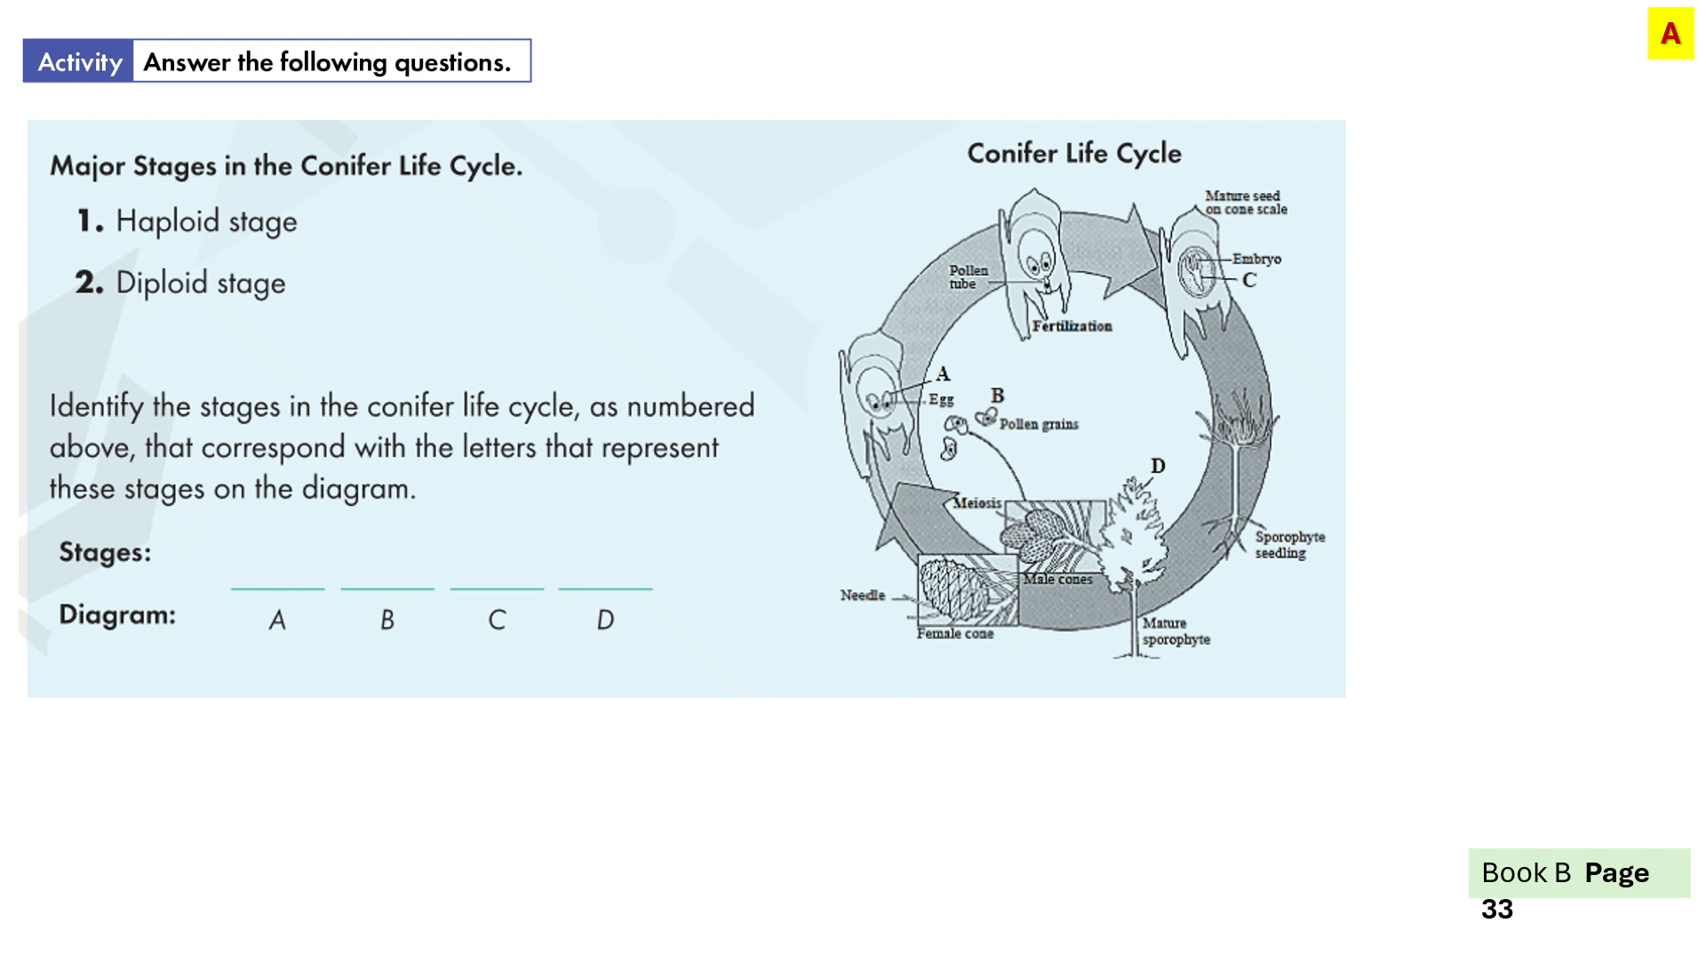 A
Activity Answer the following questions.
Major Stages in the Conifer Life Cycle.
1. Haploid stage
2. Diploid stage
Identify the stages in the conifer life cycle, as numbered
above, that correspond with the letters that represent
these stages on the diagram.
Stages:
Diagram: A B C D
Conifer Life Cycle
Mature seed
on cone scale
Embryo
C
Pollen
tube
Fertilization
A
Egg
B
Pollen grains
D
Meiosis
Sporophyte
seedling
Male cones
Needle
Female cone
Mature
sporophyte
Book B Page
33